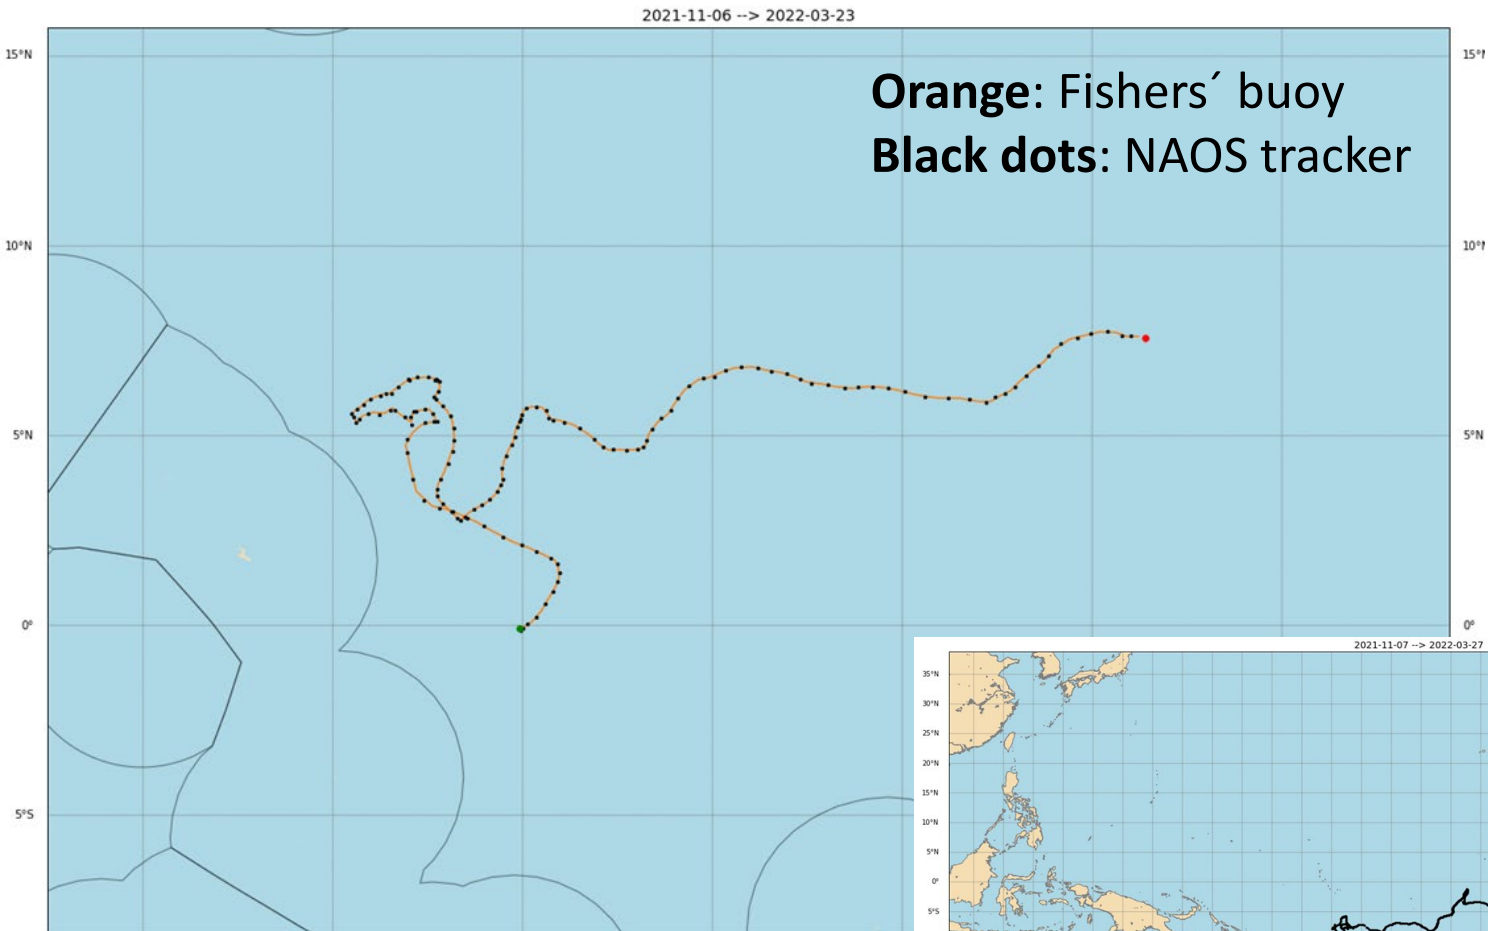 2021-11-06 --> 2022-03-23
15°N
15°N
Orange: Fishers´ buoy
Black dots: NAOS tracker
10°N
10°N
5°N
5°N
0°
0°
5°S
2021-11-07 --> 2022-03-27
35°N
30°N
25°N
20°N
15°N
10°N
5°N
0°
5°S